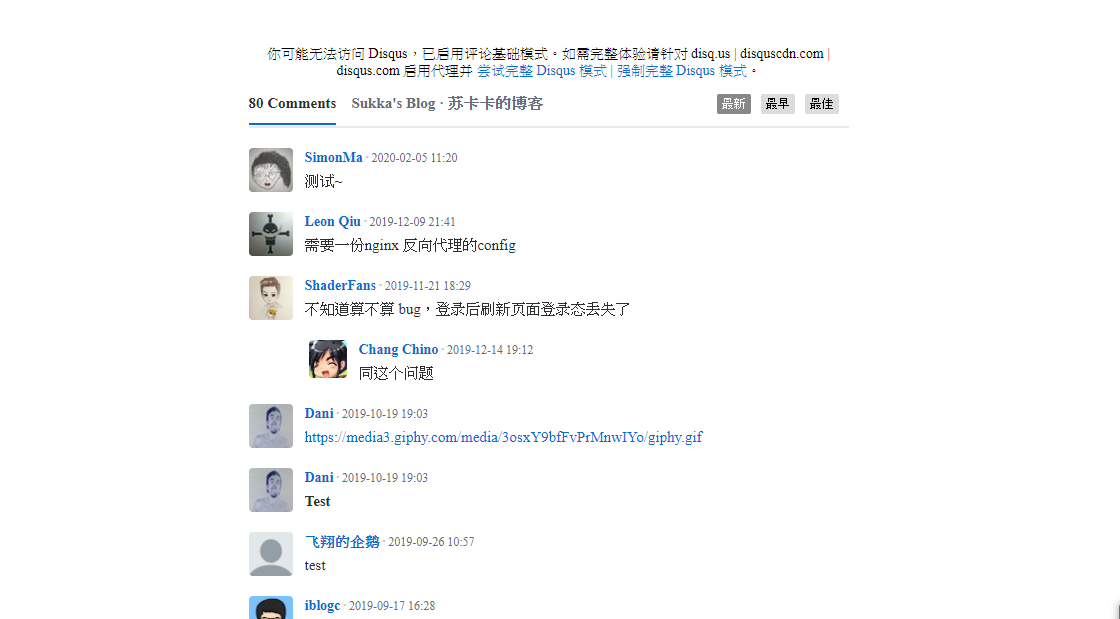 你可能无法访问 Disqus，已启用评论基础模式。如需完整体验请针对 disq.us | disquscdn.com |
disqus.com 启用代理并 尝试完整 Disqus 模式 | 强制完整 Disqus 模式。
80 Comments Sukka's Blog · 苏卡卡的博客 最新 最早 最佳
SimonMa · 2020-02-05 11:20
测试~
Leon Qiu · 2019-12-09 21:41
需要一份nginx 反向代理的config
ShaderFans · 2019-11-21 18:29
不知道算不算 bug，登录后刷新页面登录态丢失了
Chang Chino · 2019-12-14 19:12
同这个问题
Dani · 2019-10-19 19:03
https://media3.giphy.com/media/3osxY9bfFvPrMnwIYo/giphy.gif
Dani · 2019-10-19 19:03
Test
飞翔的企鹅 · 2019-09-26 10:57
test
iblogc · 2019-09-17 16:28